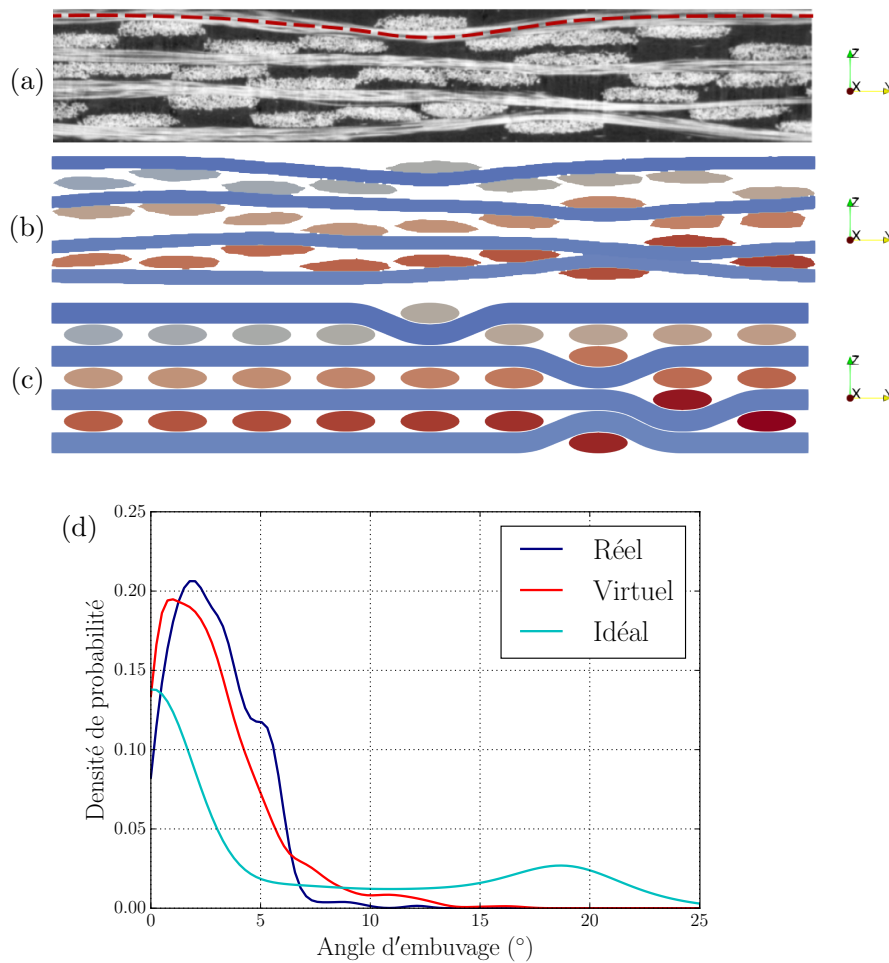 (a)
Z
X
Y
(b)
Z
X
Y
(c)
Z
X
Y
(d)
0.25
0.20
0.15
0.10
0.05
0.00
Densité de probabilité
Réel
Virtuel
Idéal
0
5
10
15
20
25
Angle d'embuvage (°)